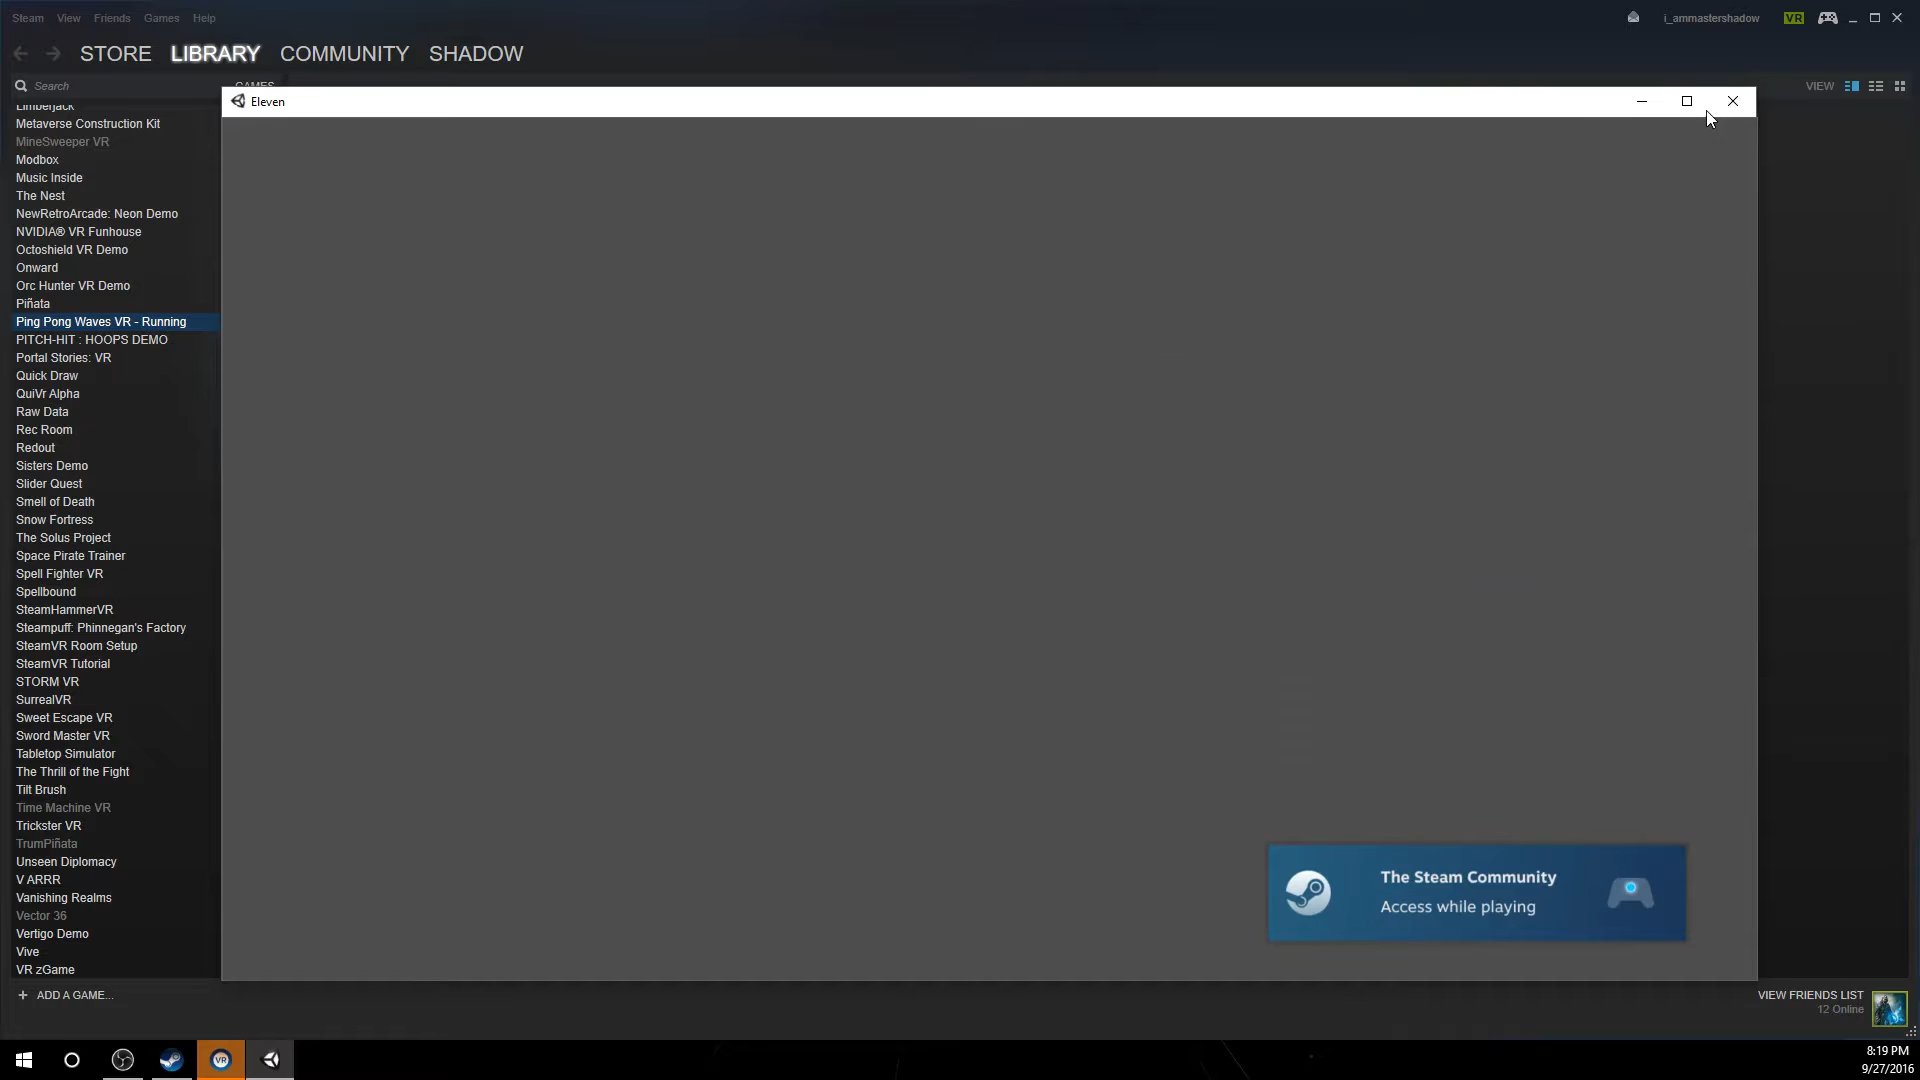 Steam View Friends Games Help
i_ammastershadow VR
STORE LIBRARY COMMUNITY SHADOW
Search
GAMES
VIEW
Eleven
Limberjack
Metaverse Construction Kit
MineSweeper VR
Modbox
Music Inside
The Nest
NewRetroArcade: Neon Demo
NVIDIA® VR Funhouse
Octoshield VR Demo
Onward
Orc Hunter VR Demo
Piñata
Ping Pong Waves VR - Running
PITCH-HIT : HOOPS DEMO
Portal Stories: VR
Quick Draw
QuiVr Alpha
Raw Data
Rec Room
Redout
Sisters Demo
Slider Quest
Smell of Death
Snow Fortress
The Solus Project
Space Pirate Trainer
Spell Fighter VR
Spellbound
SteamHammerVR
Steampuff: Phinnegan's Factory
SteamVR Room Setup
SteamVR Tutorial
STORM VR
SurrealVR
Sweet Escape VR
Sword Master VR
Tabletop Simulator
The Thrill of the Fight
Tilt Brush
Time Machine VR
Trickster VR
TrumPiñata
Unseen Diplomacy
V ARRR
Vanishing Realms
Vector 36
Vertigo Demo
Vive
VR zGame
The Steam Community
Access while playing
+ ADD A GAME...
VIEW FRIENDS LIST
12 Online
VR
8:19 PM
9/27/2016